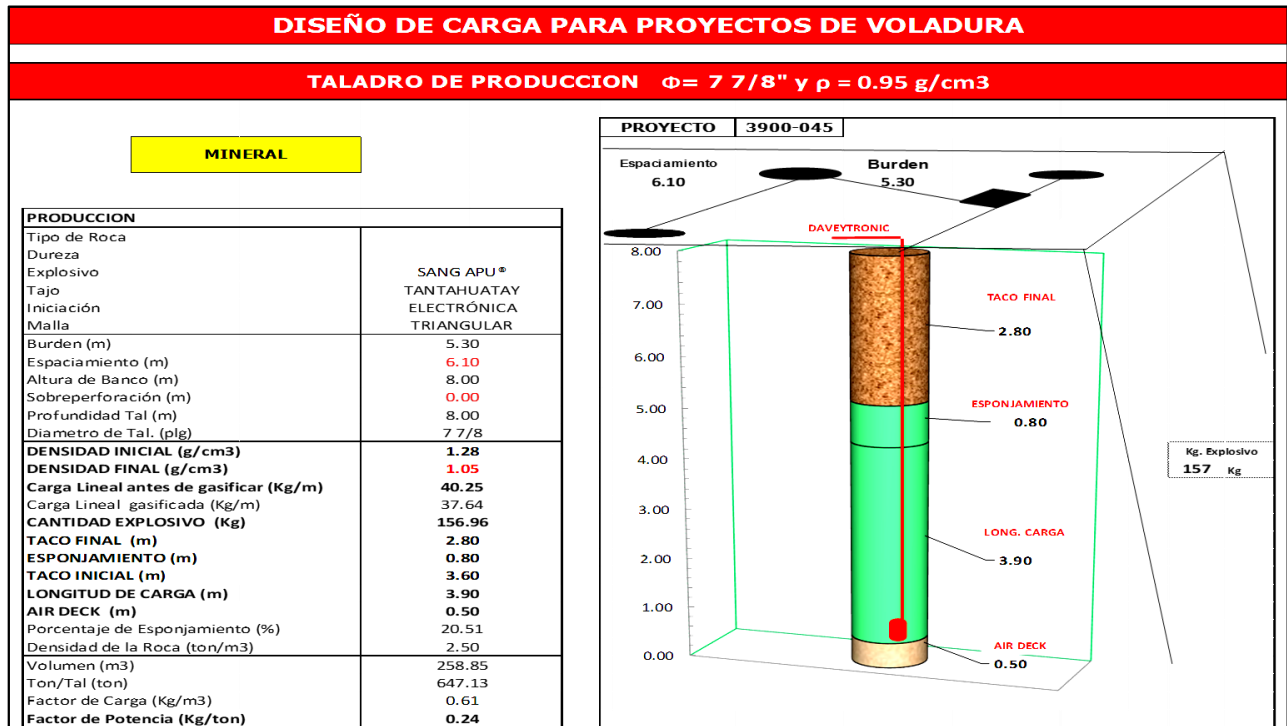 DISEÑO DE CARGA PARA PROYECTOS DE VOLADURA
TALADRO DE PRODUCCION Φ= 7 7/8" y ρ = 0.95 g/cm3
MINERAL
PRODUCCION
Tipo de Roca
Dureza
Explosivo SANG APU®
Tajo TANTAHUATAY
Iniciación ELECTRÓNICA
Malla TRIANGULAR
Burden (m) 5.30
Espaciamiento (m) 6.10
Altura de Banco (m) 8.00
Sobreperforación (m) 0.00
Profundidad Tal (m) 8.00
Diametro de Tal. (plg) 7 7/8
DENSIDAD INICIAL (g/cm3) 1.28
DENSIDAD FINAL (g/cm3) 1.05
Carga Lineal antes de gasificar (Kg/m) 40.25
Carga Lineal gasificada (Kg/m) 37.64
CANTIDAD EXPLOSIVO (Kg) 156.96
TACO FINAL (m) 2.80
ESPONJAMIENTO (m) 0.80
TACO INICIAL (m) 3.60
LONGITUD DE CARGA (m) 3.90
AIR DECK (m) 0.50
Porcentaje de Esponjamiento (%) 20.51
Densidad de la Roca (ton/m3) 2.50
Volumen (m3) 258.85
Ton/Tal (ton) 647.13
Factor de Carga (Kg/m3) 0.61
Factor de Potencia (Kg/ton) 0.24
PROYECTO 3900-045
Espaciamiento
6.10
Burden
5.30
DAVEYTRONIC
8.00
7.00
6.00
5.00
4.00
3.00
2.00
1.00
0.00
TACO FINAL
2.80
ESPONJAMIENTO
0.80
LONG. CARGA
3.90
AIR DECK
0.50
Kg. Explosivo
157 Kg